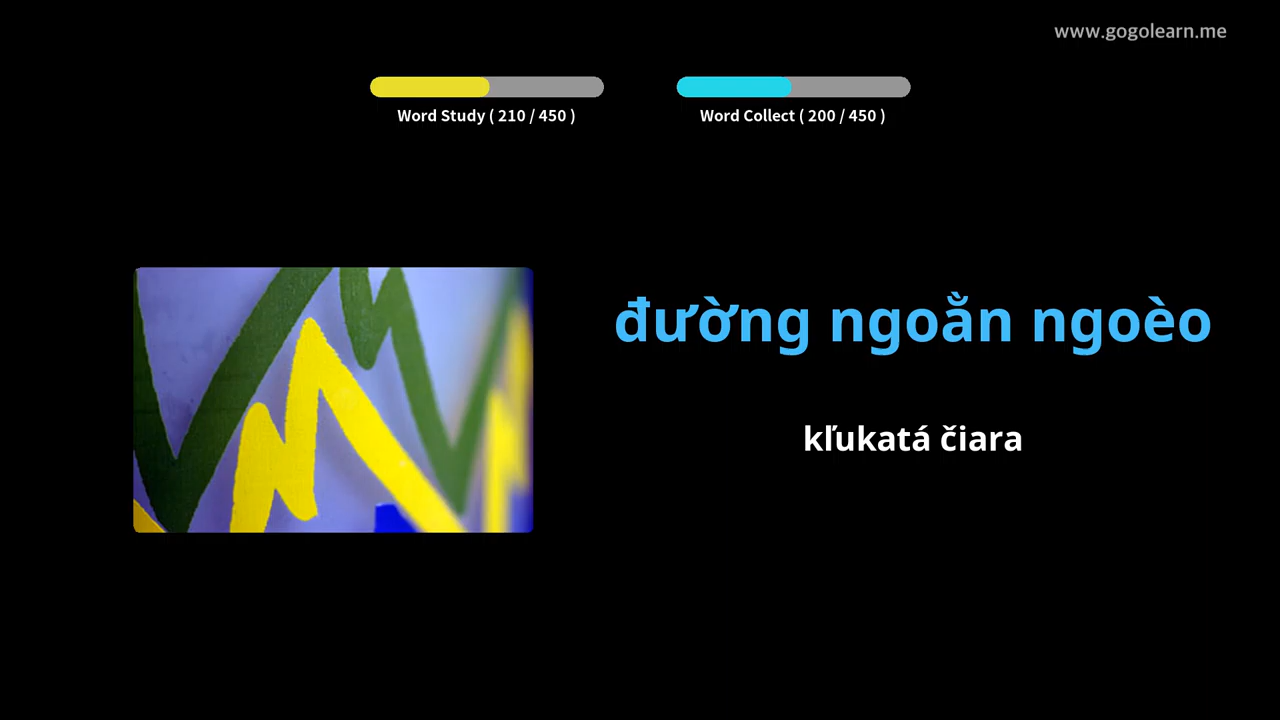 www.gogolearn.me
Word Study ( 210 / 450 )
Word Collect ( 200 / 450 )
đường ngoằn ngoèo
kľukatá čiara